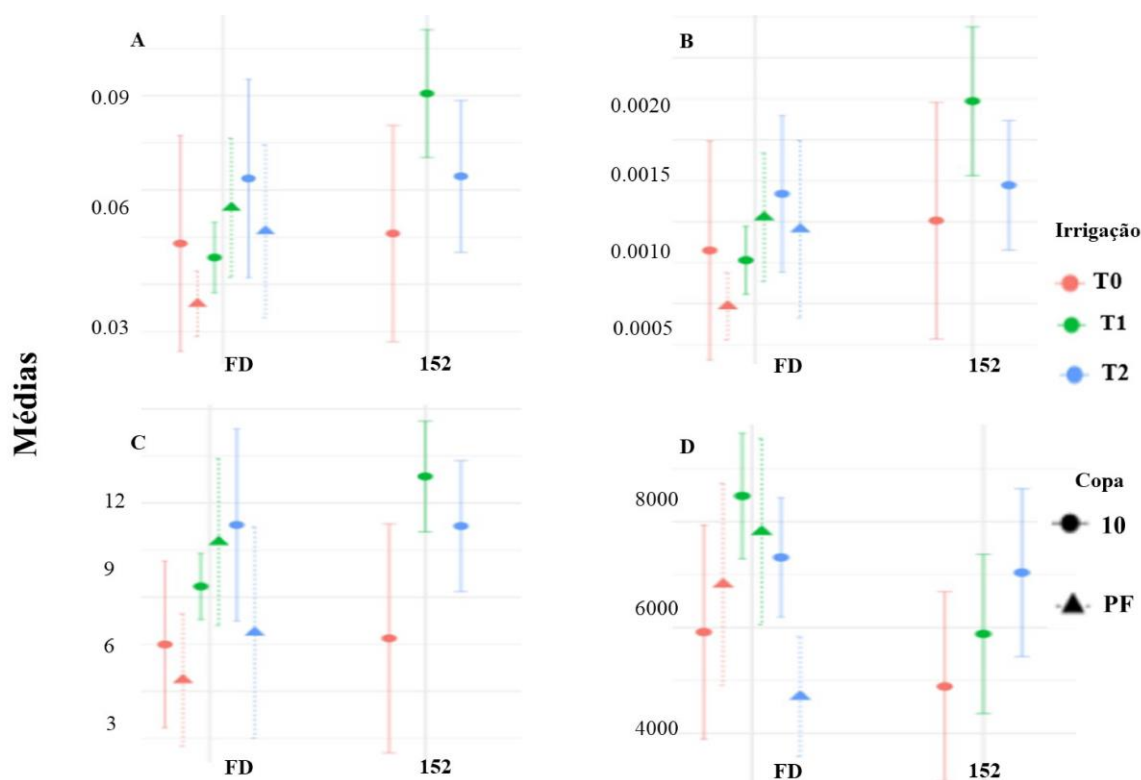 A
0.09
0.06
0.03
FD 152
B
0.0020
0.0015
0.0010
0.0005
FD 152
Médias
C
12
9
6
3
FD 152
D
8000
6000
4000
FD 152
Irrigação
T0
T1
T2
Copa
10
PF